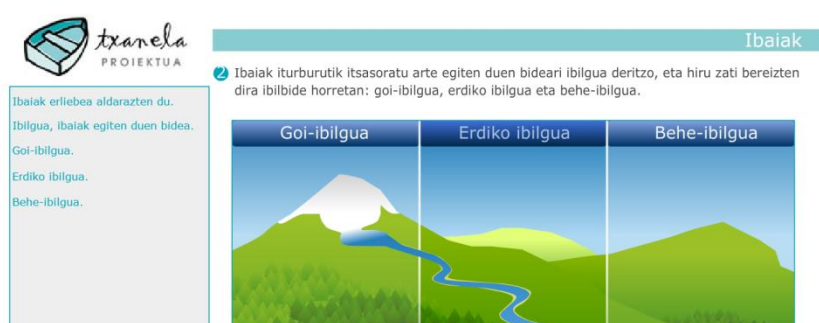 txanela
PROIEKTUA
Ibaiak
2 Ibaiak iturburutik itsasoratu arte egiten duen bideari ibilgua deritzo, eta hiru zati bereizten
dira ibilbide horretan: goi-ibilgua, erdiko ibilgua eta behe-ibilgua.
Ibaiak erliebea aldarazten du.
Ibilgua, ibaiak egiten duen bidea.
Goi-ibilgua.
Erdiko ibilgua.
Behe-ibilgua.
Goi-ibilgua
Erdiko ibilgua
Behe-ibilgua